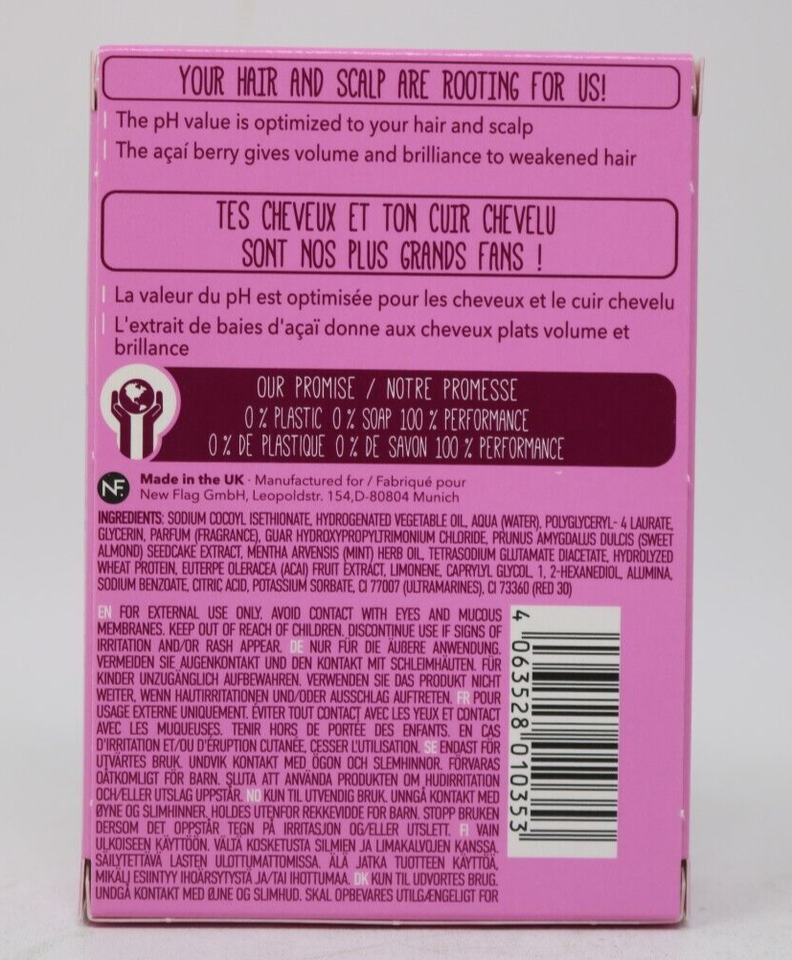 YOUR HAIR AND SCALP ARE ROOTING FOR US!
The pH value is optimized to your hair and scalp
The açaí berry gives volume and brilliance to weakened hair
TES CHEVEUX ET TON CUIR CHEVELU
SONT NOS PLUS GRANDS FANS !
La valeur du pH est optimisée pour les cheveux et le cuir chevelu
L'extrait de baies d'açaï donne aux cheveux plats volume et
brillance
OUR PROMISE / NOTRE PROMESSE
0 % PLASTIC 0 % SOAP 100 % PERFORMANCE
0 % DE PLASTIQUE 0 % DE SAVON 100 % PERFORMANCE
NF.
Made in the UK · Manufactured for / Fabriqué pour
New Flag GmbH, Leopoldstr. 154,D-80804 Munich
INGREDIENTS: SODIUM COCOYL ISETHIONATE, HYDROGENATED VEGETABLE OIL, AQUA (WATER), POLYGLYCERYL- 4 LAURATE,
GLYCERIN, PARFUM (FRAGRANCE), GUAR HYDROXYPROPYLTRIMONIUM CHLORIDE, PRUNUS AMYGDALUS DULCIS (SWEET
ALMOND) SEEDCAKE EXTRACT, MENTHA ARVENSIS (MINT) HERB OIL, TETRASODIUM GLUTAMATE DIACETATE, HYDROLYZED
WHEAT PROTEIN, EUTERPE OLERACEA (ACAI) FRUIT EXTRACT, LIMONENE, CAPRYLYL GLYCOL, 1, 2-HEXANEDIOL, ALUMINA,
SODIUM BENZOATE, CITRIC ACID, POTASSIUM SORBATE, CI 77007 (ULTRAMARINES), CI 73360 (RED 30)
EN FOR EXTERNAL USE ONLY. AVOID CONTACT WITH EYES AND MUCOUS
MEMBRANES. KEEP OUT OF REACH OF CHILDREN. DISCONTINUE USE IF SIGNS OF
IRRITATION AND/OR RASH APPEAR. DE NUR FÜR DIE ÄUßERE ANWENDUNG.
VERMEIDEN SIE AUGENKONTAKT UND DEN KONTAKT MIT SCHLEIMHÄUTEN. FÜR
KINDER UNZUGÄNGLICH AUFBEWAHREN. VERWENDEN SIE DAS PRODUKT NICHT
WEITER, WENN HAUTIRRITATIONEN UND/ODER AUSSCHLAG AUFTRETEN. FR POUR
USAGE EXTERNE UNIQUEMENT. ÉVITER TOUT CONTACT AVEC LES YEUX ET CONTACT
AVEC LES MUQUEUSES. TENIR HORS DE PORTÉE DES ENFANTS. EN CAS
D'IRRITATION ET/OU D'ÉRUPTION CUTANÉE, CESSER L'UTILISATION. SE ENDAST FÖR
UTVÄRTES BRUK. UNDVIK KONTAKT MED ÖGON OCH SLEMHINNOR. FÖRVARAS
OÅTKOMLIGT FÖR BARN. SLUTA ATT ANVÄNDA PRODUKTEN OM HUDIRRITATION
OCH/ELLER UTSLAG UPPSTÅR. NO KUN TIL UTVENDIG BRUK. UNNGÅ KONTAKT MED
ØYNE OG SLIMHINNER. HOLDES UTENFOR REKKEVIDDE FOR BARN. STOPP BRUKEN
DERSOM DET OPPSTÅR TEGN PÅ IRRITASJON OG/ELLER UTSLETT. FI VAIN
ULKOISEEN KÄYTTÖÖN. VÄLTÄ KOSKETUSTA SILMIEN JA LIMAKALVOJEN KANSSA.
SÄILYTETTÄVÄ LASTEN ULOTTUMATTOMISSA. ÄLÄ JATKA TUOTTEEN KÄYTTÖÄ,
MIKÄLI ESIINTYY IHOÄRSYTYSTÄ JA/TAI IHOTTUMAA. DK KUN TIL UDVORTES BRUG.
UNDGÅ KONTAKT MED ØJNE OG SLIMHUD. SKAL OPBEVARES UTILGÆNGELIGT FOR
4 063528 010353